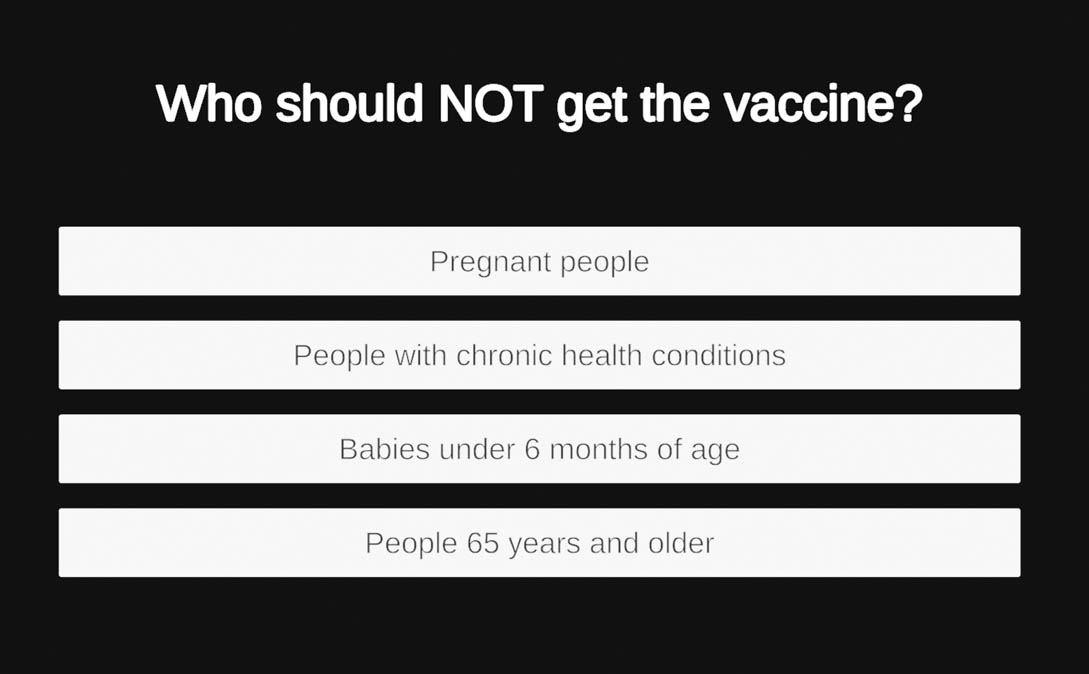 Who should NOT get the vaccine?
Pregnant people
People with chronic health conditions
Babies under 6 months of age
People 65 years and older